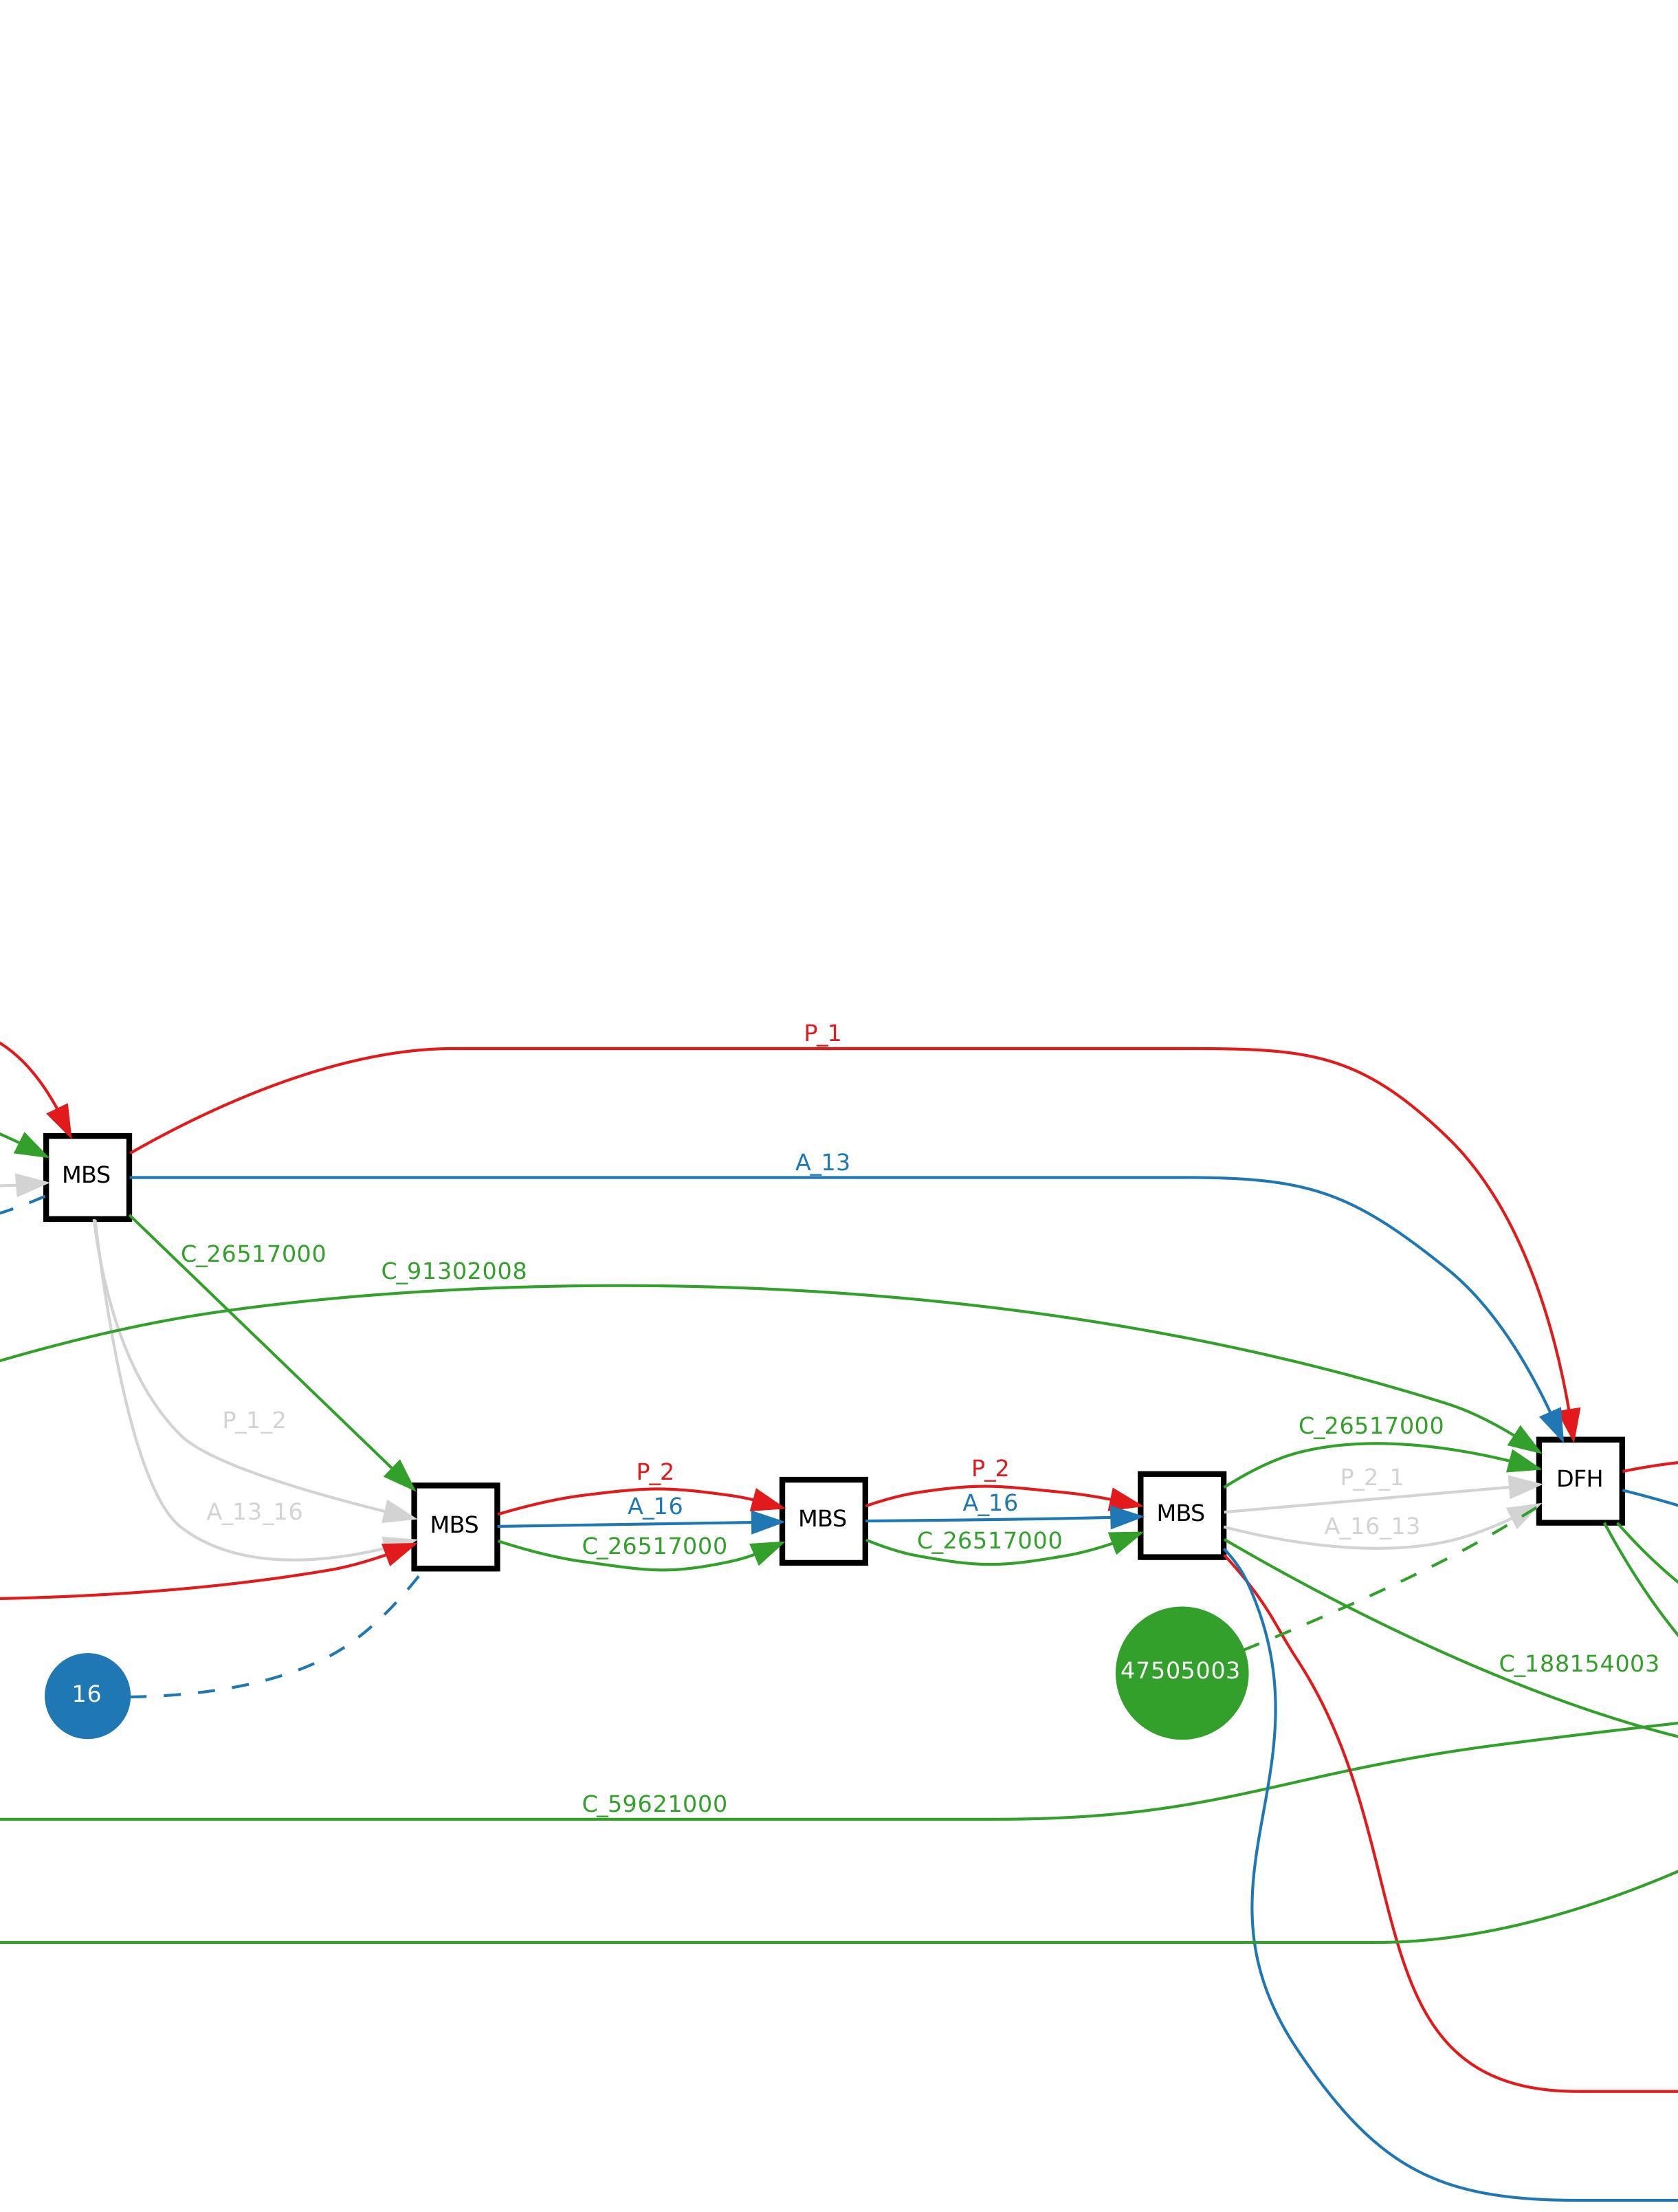 P_1
A_13
MBS
C_26517000
C_91302008
P_1_2
C_26517000
P_2
P_2
P_2_1
DFH
A_13_16
A_16
A_16
MBS
MBS
MBS
A_16_13
C_26517000
C_26517000
47505003
C_188154003
16
C_59621000